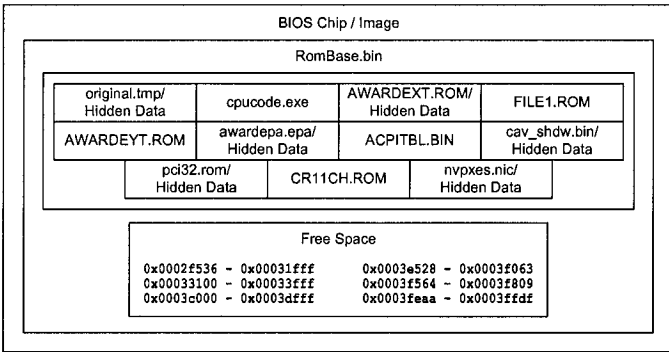 BIOS Chip / Image
RomBase.bin
original.tmp/
Hidden Data
cpucode.exe
AWARDEXT.ROM/
Hidden Data
FILE1.ROM
AWARDEYT.ROM
awardepa.epa/
Hidden Data
ACPITBL.BIN
cav_shdw.bin/
Hidden Data
pci32.rom/
Hidden Data
CR11CH.ROM
nvpxes.nic/
Hidden Data
Free Space
0x0002f536 - 0x00031fff 0x0003e528 - 0x0003f063
0x00033100 - 0x00033fff 0x0003f564 - 0x0003f809
0x0003c000 - 0x0003dfff 0x0003feaa - 0x0003ffdf